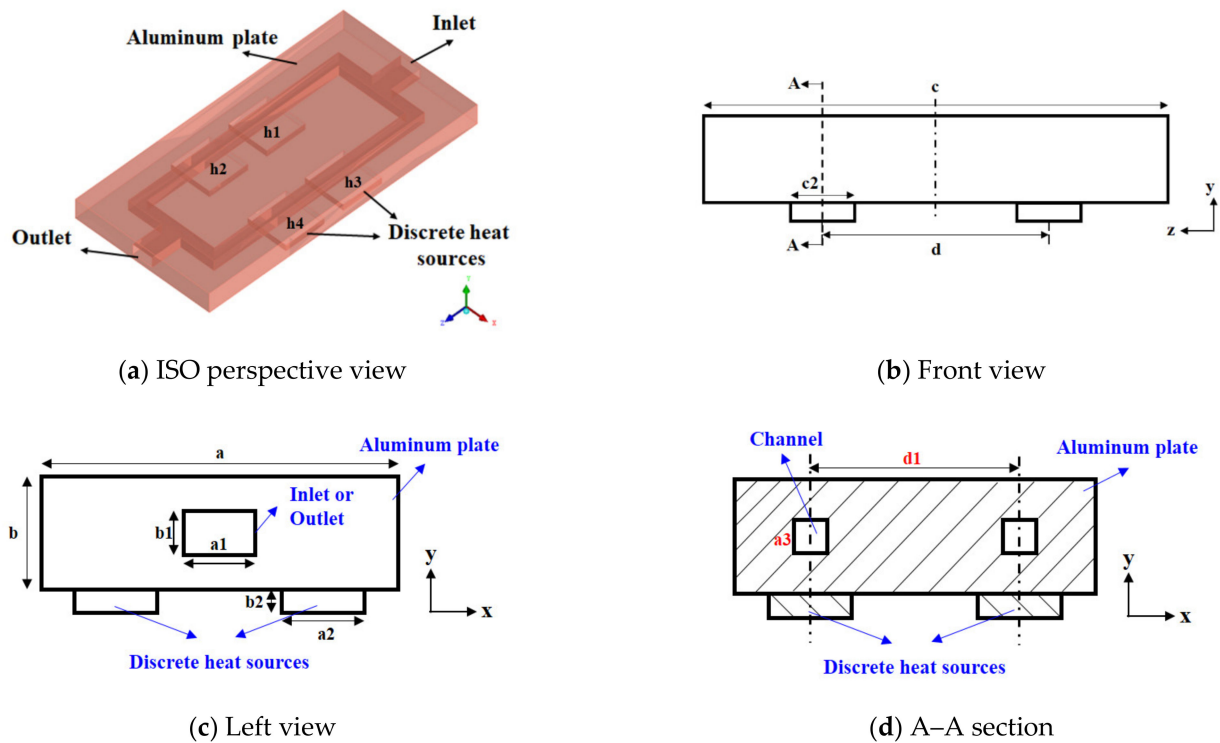 Aluminum plate
Inlet
h1
h2
h3
h4
Outlet
Discrete heat
sources
Y
Z
X
(a) ISO perspective view
A
c
c2
y
z
A
d
(b) Front view
Aluminum plate
a
Inlet or
Outlet
b
b1
a1
b2
a2
y
x
Discrete heat sources
(c) Left view
Channel
d1
Aluminum plate
a3
y
x
Discrete heat sources
(d) A–A section